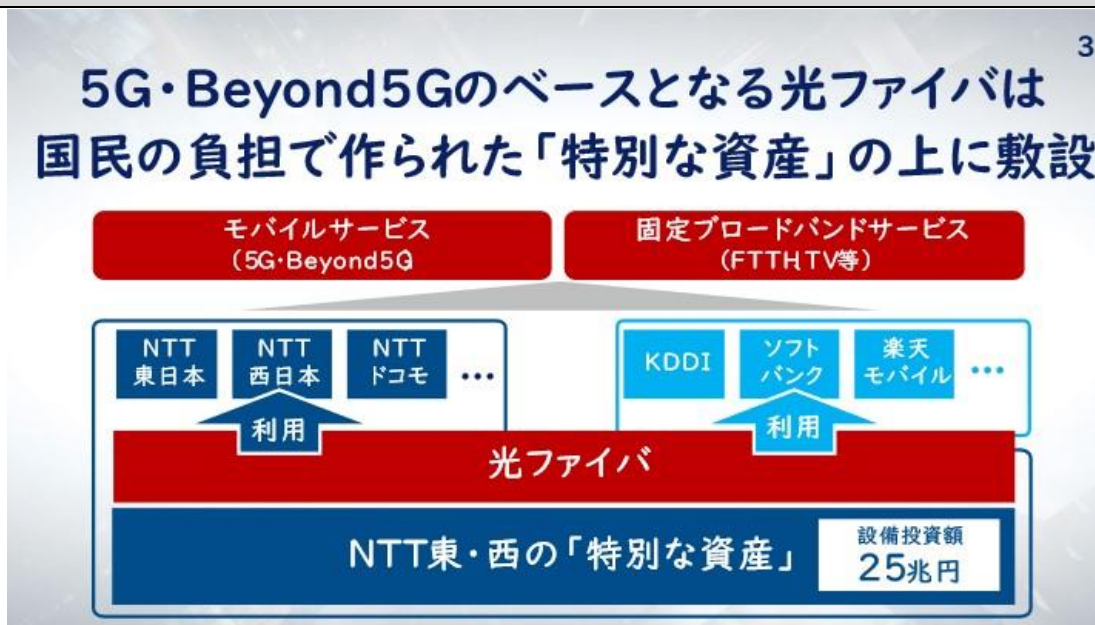 3
5G・Beyond5Gのベースとなる光ファイバは
国民の負担で作られた「特別な資産」の上に敷設
モバイルサービス
(5G・Beyond5G
固定ブロードバンドサービス
(FTTH,TV等)
NTT
東日本
NTT
西日本
NTT
ドコモ
…
KDDI
ソフト
バンク
楽天
モバイル
…
利用
利用
光ファイバ
NTT東・西の「特別な資産」
設備投資額
25兆円